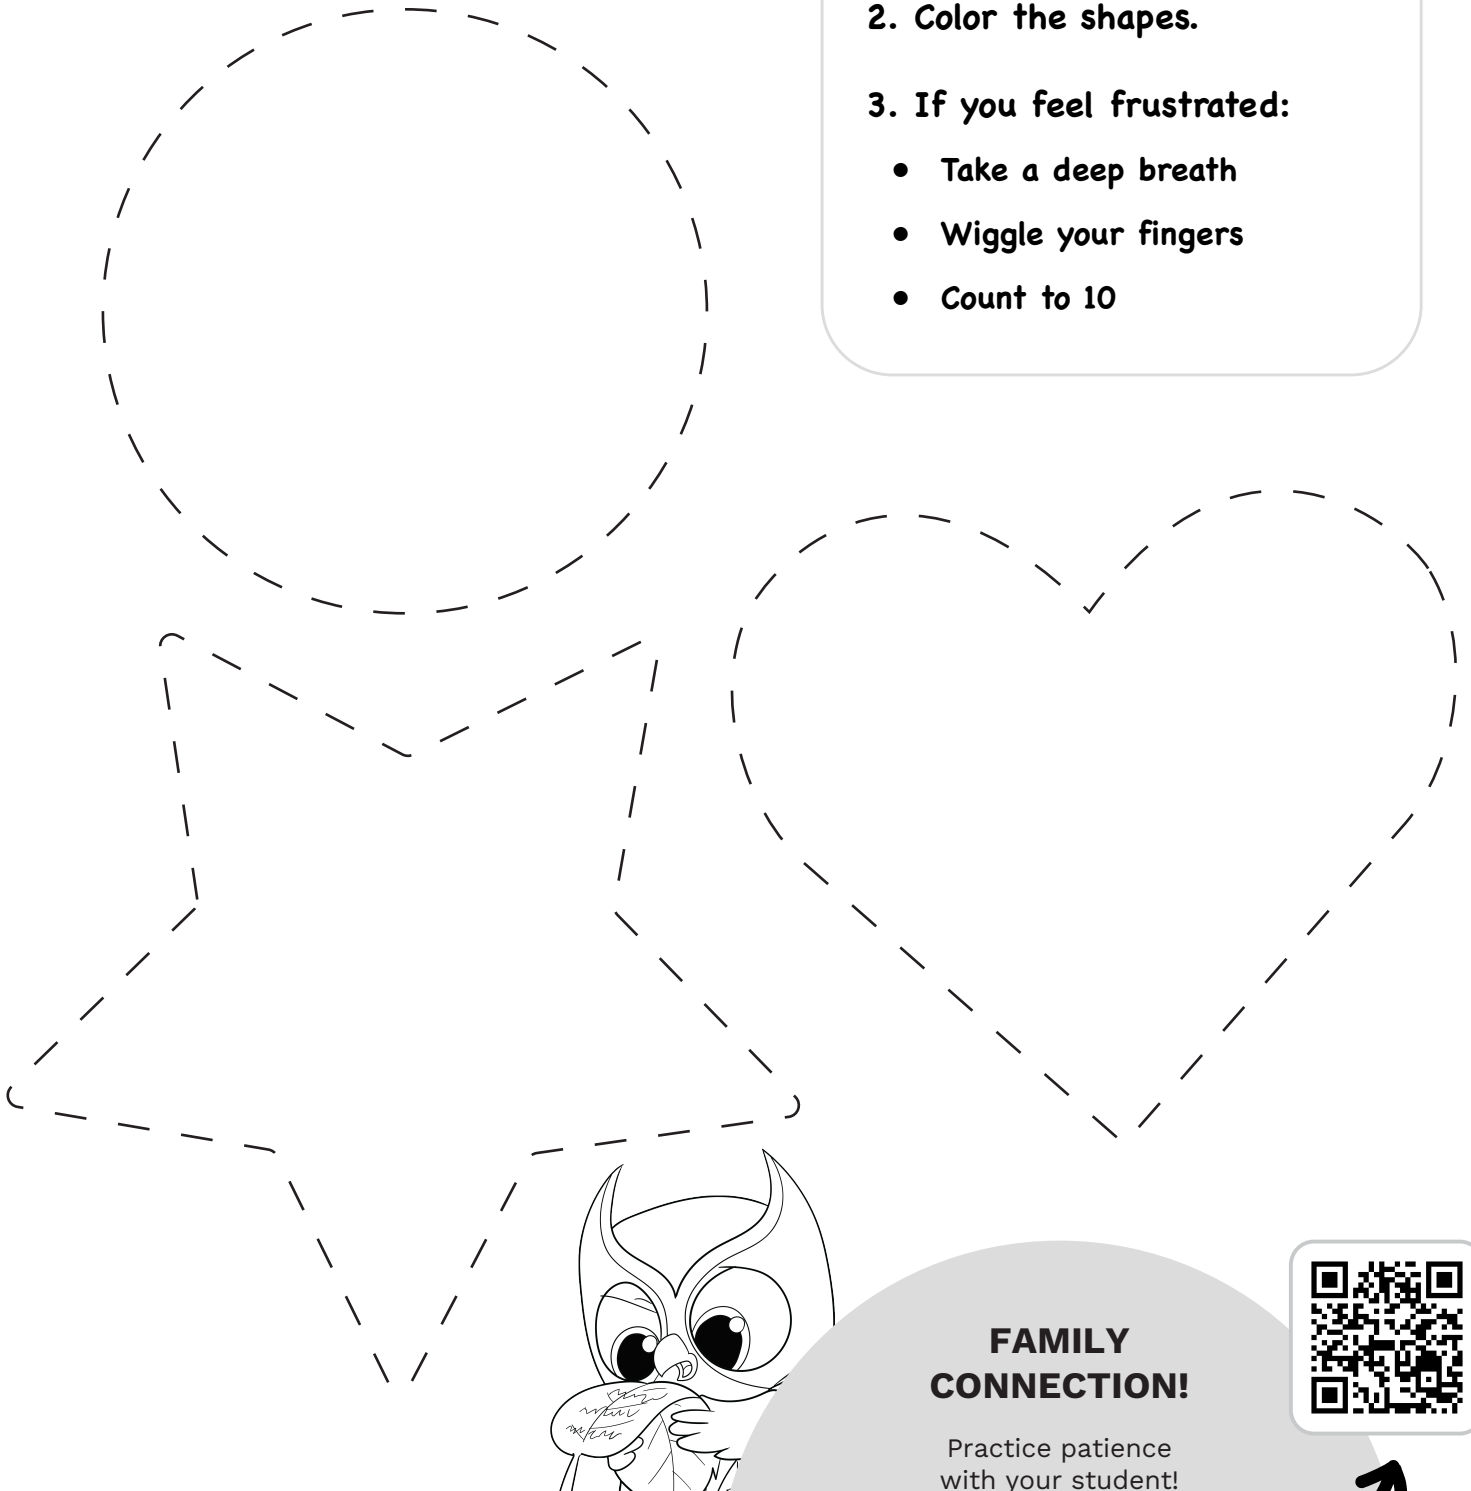 2. Color the shapes.
3. If you feel frustrated:
• Take a deep breath
• Wiggle your fingers
• Count to 10
FAMILY
CONNECTION!
Practice patience
with your student!